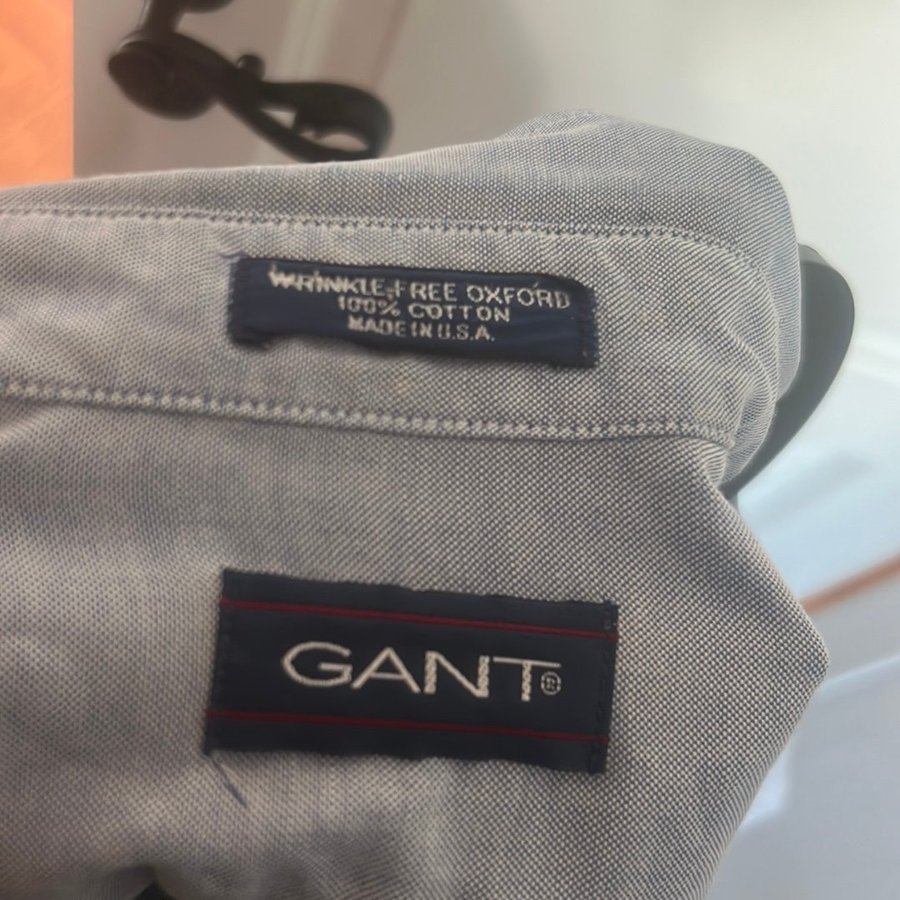 WRINKLE-FREE OXFORD
100% COTTON
MADE IN U.S.A.
GANT®